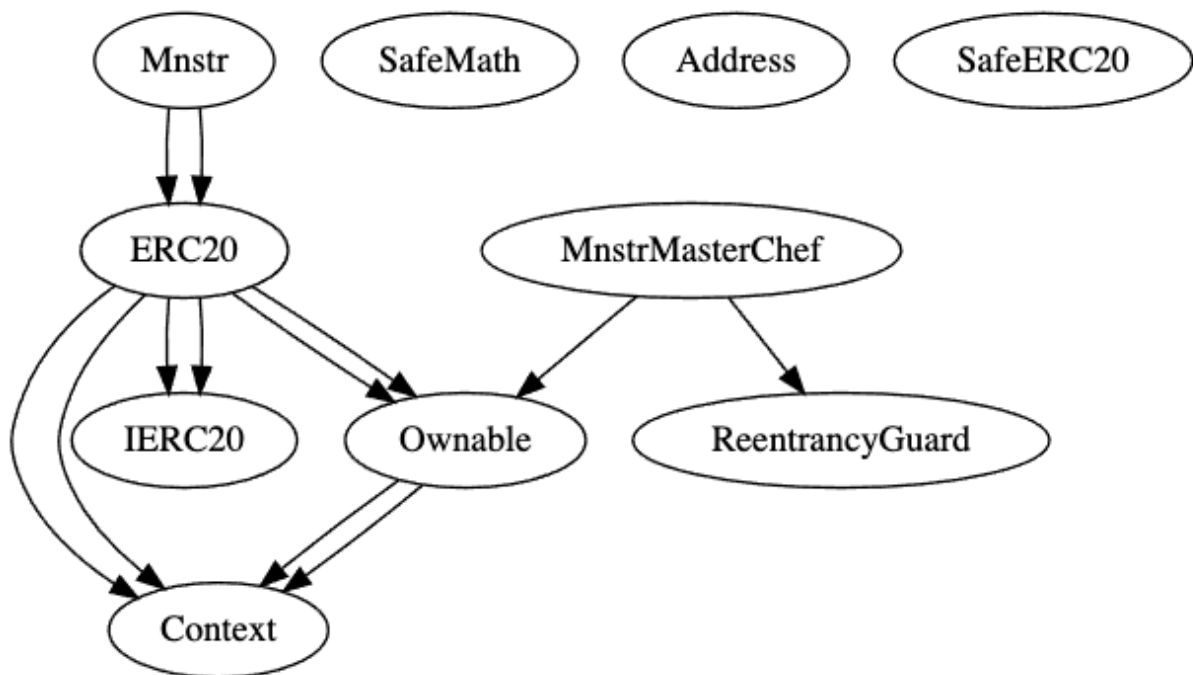 Mnstr
SafeMath
Address
SafeERC20
ERC20
MnstrMasterChef
IERC20
Ownable
ReentrancyGuard
Context